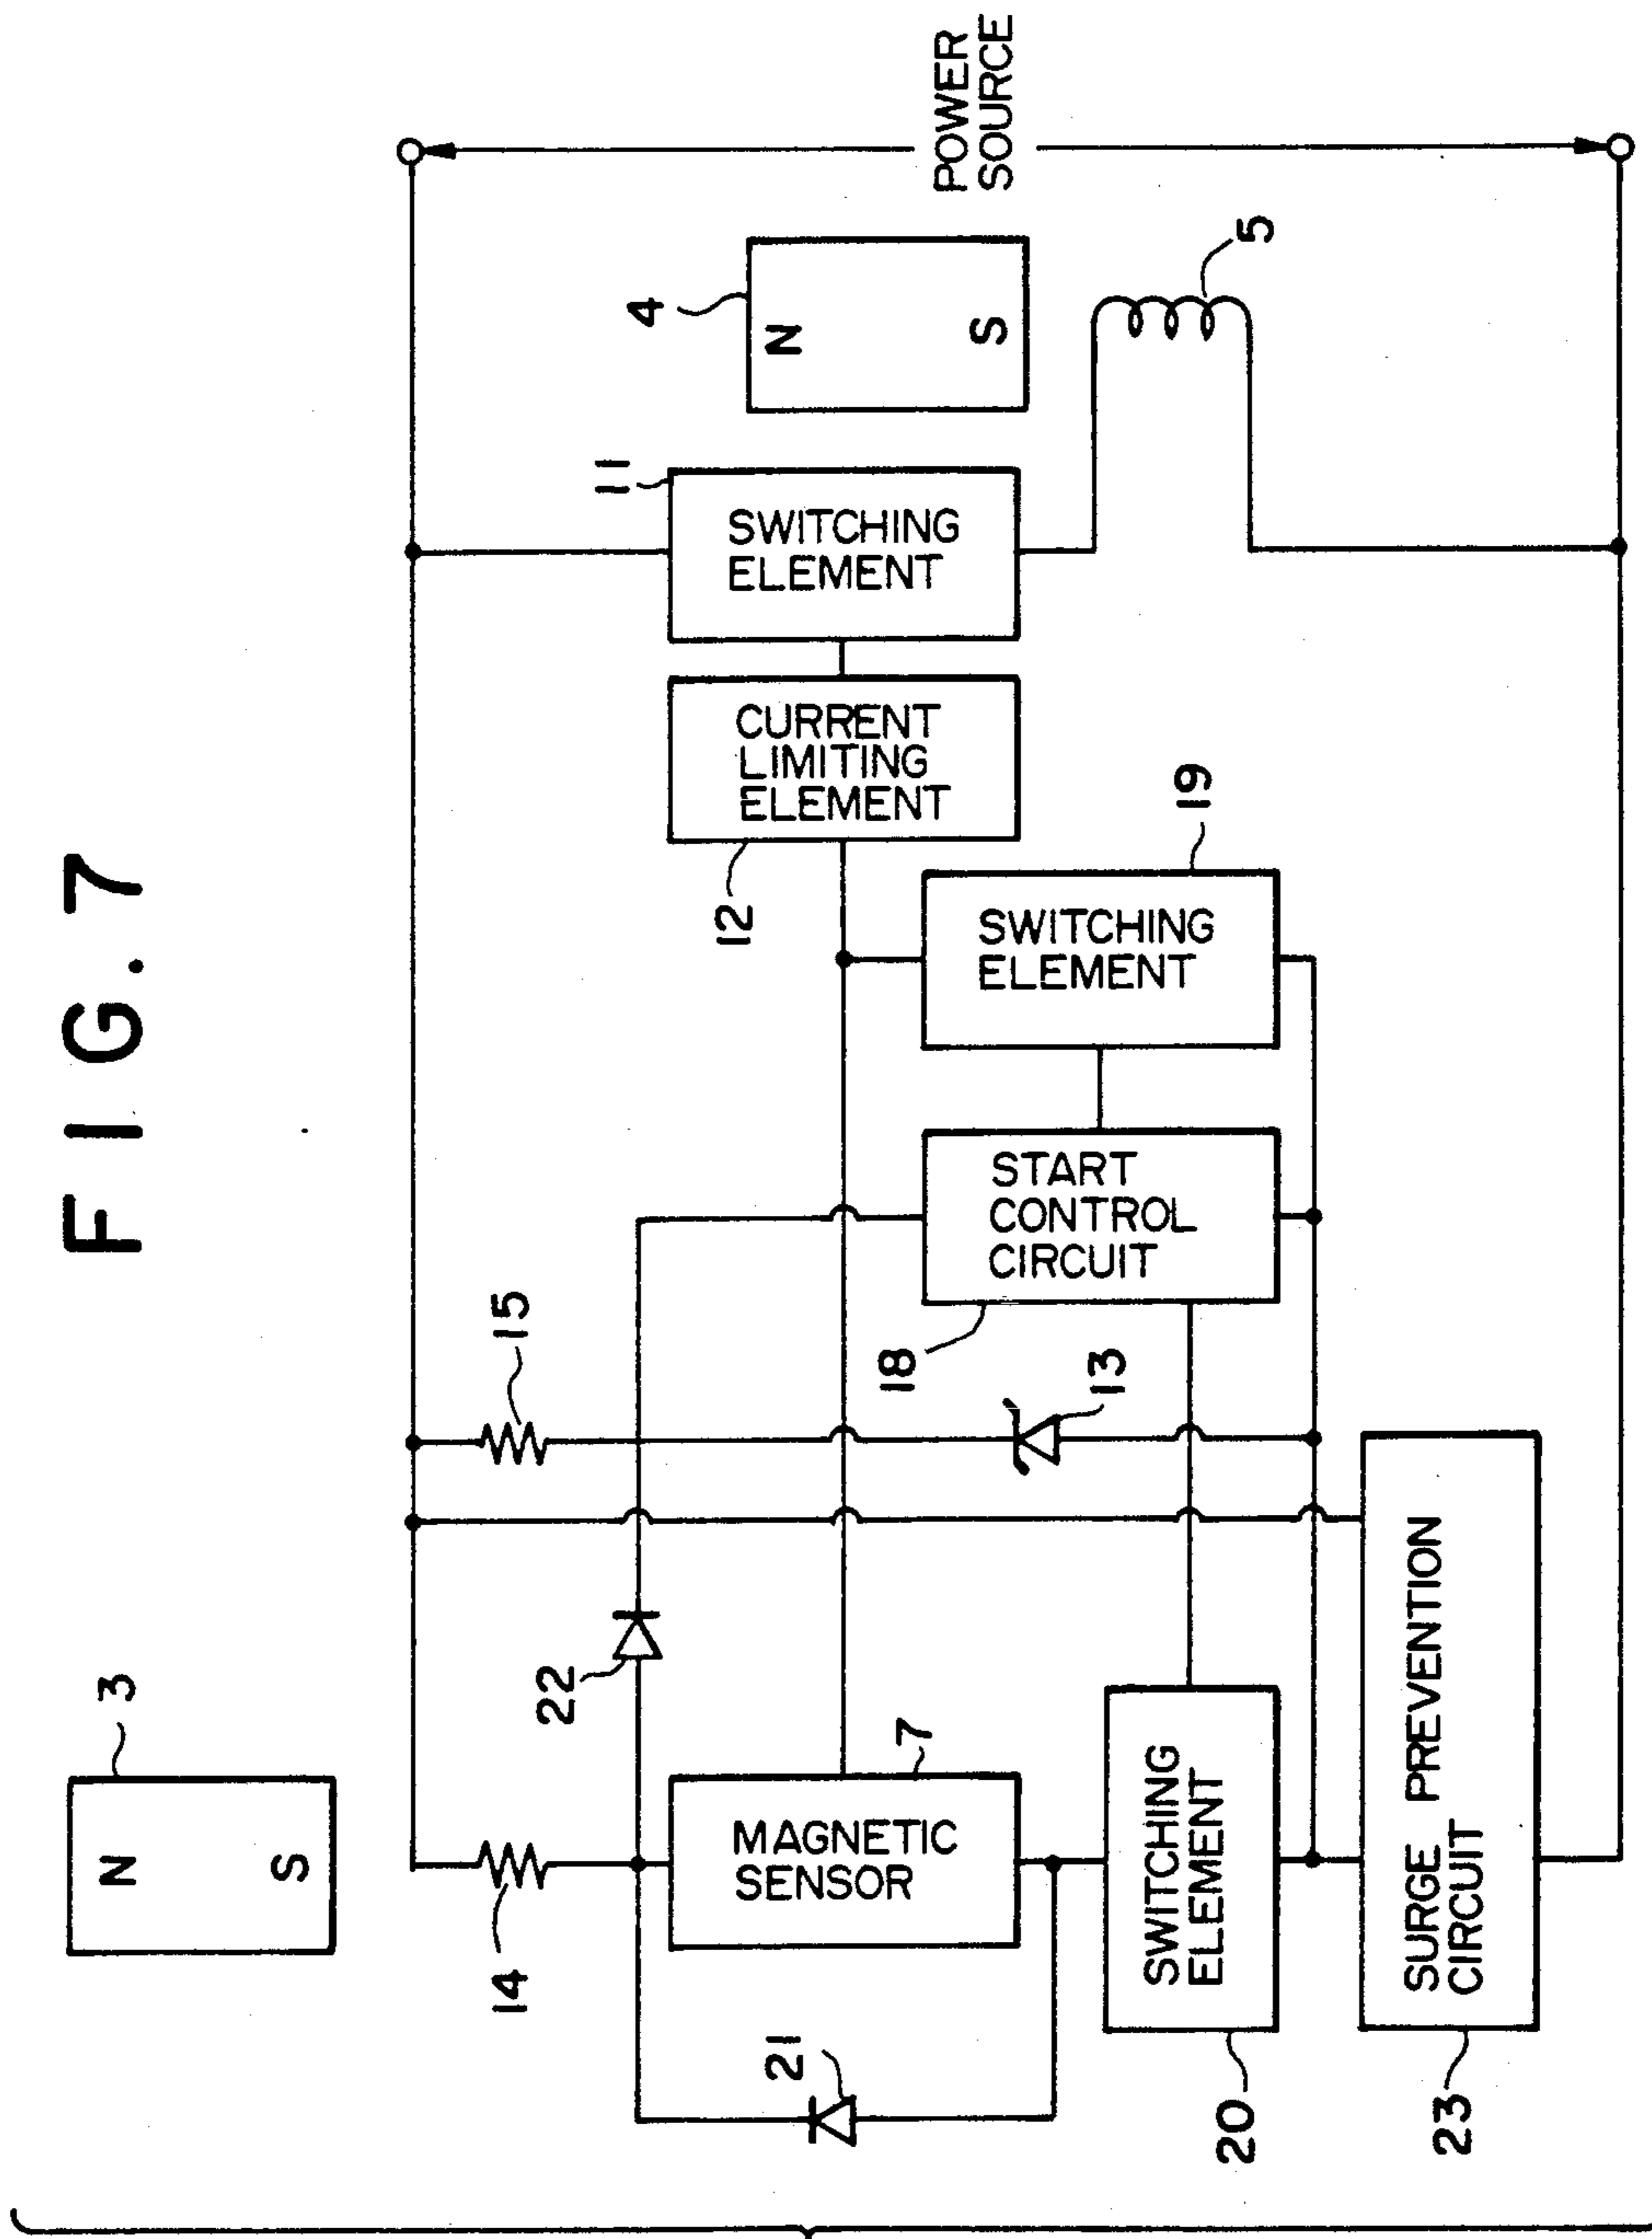 FIG. 7
3
N
S
4
N
S
POWER
SOURCE
5
11
SWITCHING
ELEMENT
CURRENT
LIMITING
ELEMENT
12
19
SWITCHING
ELEMENT
START
CONTROL
CIRCUIT
18
15
13
22
14
7
MAGNETIC
SENSOR
21
SWITCHING
ELEMENT
20
SURGE PREVENTION
CIRCUIT
23